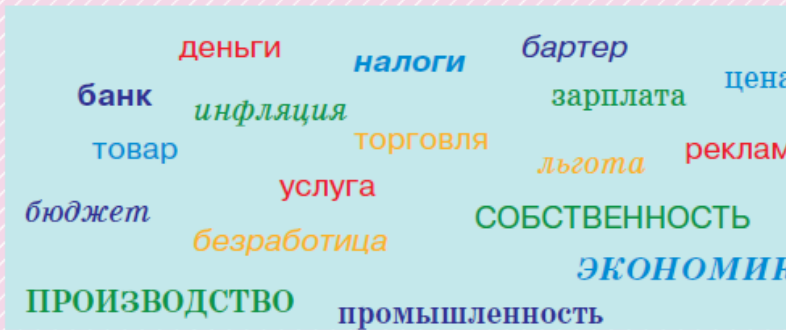 деньги
налоги
бартер
цена
банк
инфляция
зарплата
товар
торговля
льгота
реклам
услуга
бюджет
безработица
СОБСТВЕННОСТЬ
ЭКОНОМИК
ПРОИЗВОДСТВО
промышленность